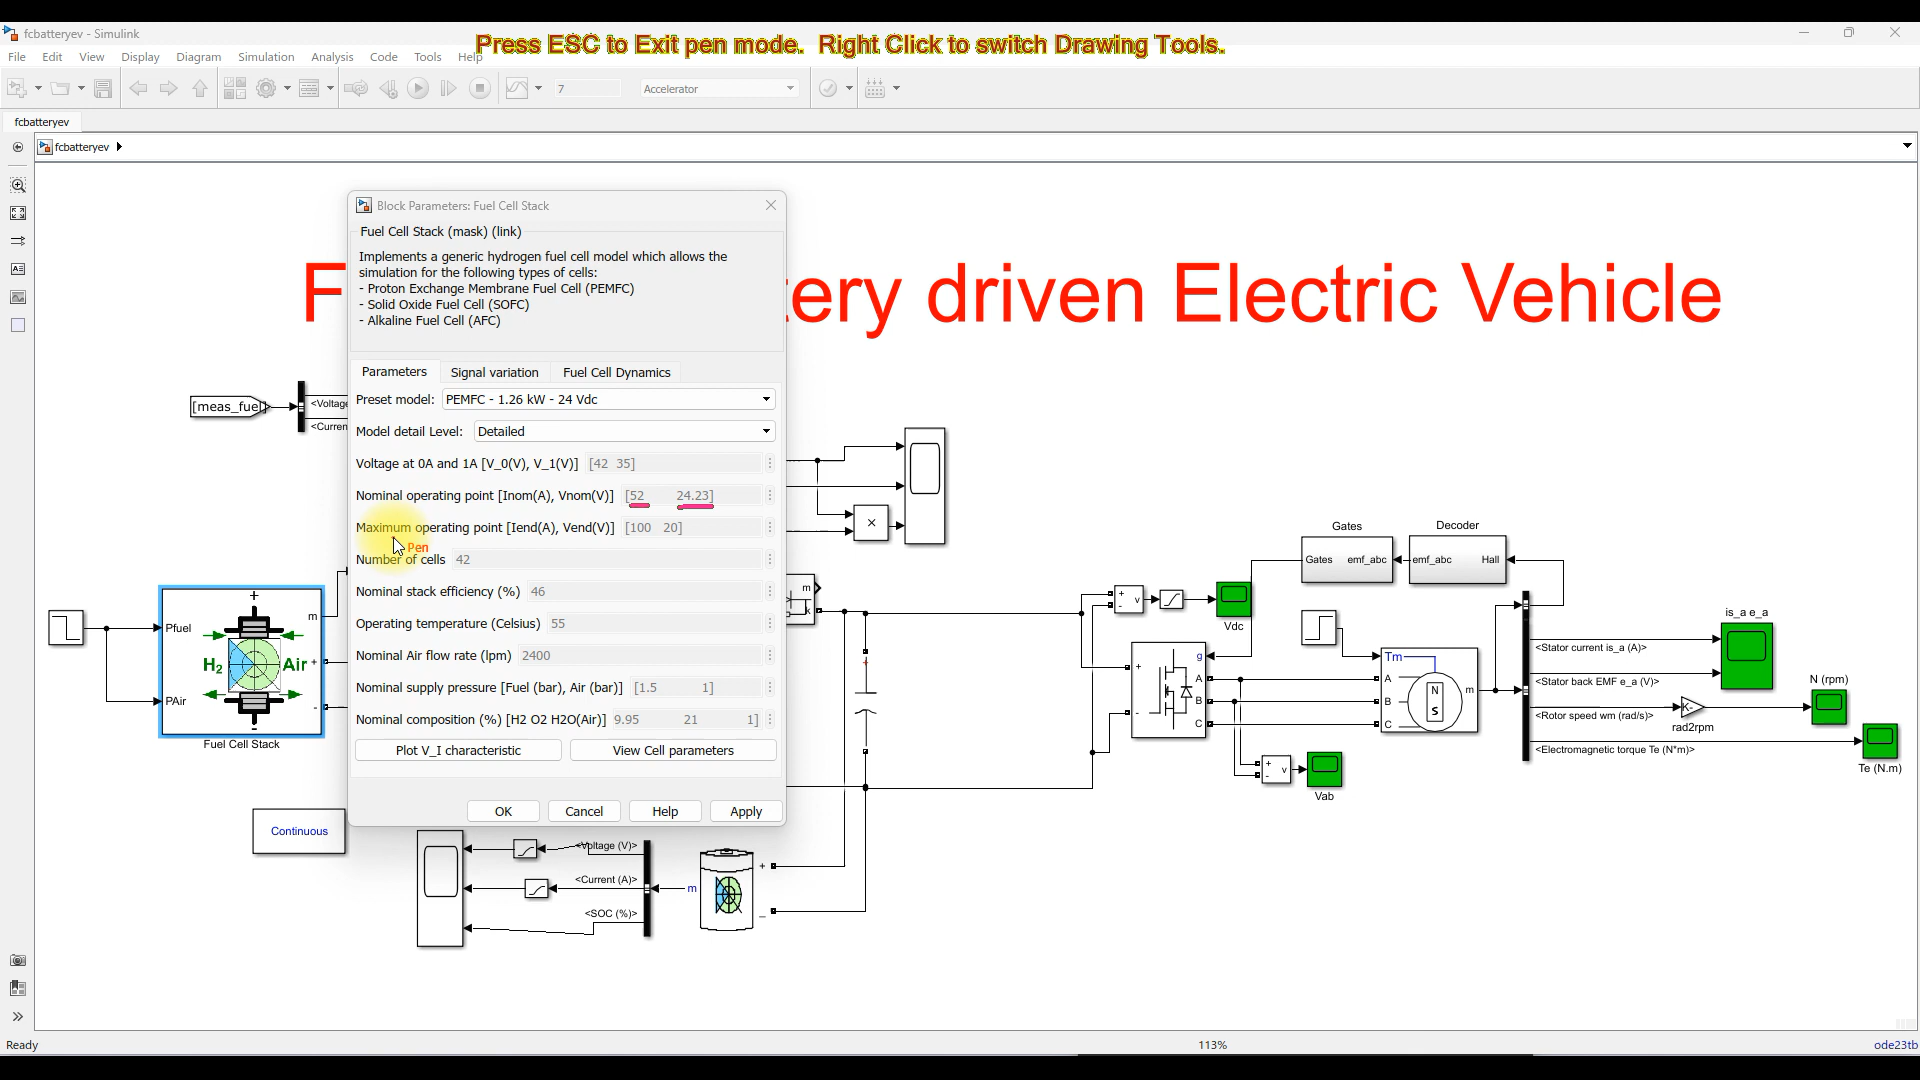 fcbatteryev - Simulink
Press ESC to Exit pen mode. Right Click to switch Drawing Tools.
File Edit View Display Diagram Simulation Analysis Code Tools Help
7
Accelerator
fcbatteryev
fcbatteryev
Block Parameters: Fuel Cell Stack
Fuel Cell Stack (mask) (link)
Implements a generic hydrogen fuel cell model which allows the
simulation for the following types of cells:
- Proton Exchange Membrane Fuel Cell (PEMFC)
- Solid Oxide Fuel Cell (SOFC)
- Alkaline Fuel Cell (AFC)
F
tery driven Electric Vehicle
Parameters Signal variation Fuel Cell Dynamics
Preset model: PEMFC - 1.26 kW - 24 Vdc
Model detail Level: Detailed
Voltage at 0A and 1A [V_0(V), V_1(V)] [42 35]
Nominal operating point [Inom(A), Vnom(V)] [52 24.23]
Maximum operating point [Iend(A), Vend(V)] [100 20]
Pen
Number of cells 42
Nominal stack efficiency (%) 46
Operating temperature (Celsius) 55
Nominal Air flow rate (lpm) 2400
Nominal supply pressure [Fuel (bar), Air (bar)] [1.5 1]
Nominal composition (%) [H2 O2 H2O(Air)] 9.95 21 1]
Plot V_I characteristic View Cell parameters
OK Cancel Help Apply
[meas_fuel]
<Voltage
<Curren
Pfuel
PAir
H2 Air
+
-
m
+
-
Fuel Cell Stack
Continuous
<Voltage (V)>
<Current (A)>
<SOC (%)>
m
+
_
×
m
k
+
-
v
Vdc
Gates
Gates emf_abc
Decoder
emf_abc Hall
g
+
-
A
B
C
+
-
v
Vab
Tm
A
B
C
N
S
m
<Stator current is_a (A)>
<Stator back EMF e_a (V)>
<Rotor speed wm (rad/s)>
<Electromagnetic torque Te (N*m)>
is_a e_a
K-
rad2rpm
N (rpm)
Te (N.m)
Ready
113%
ode23tb